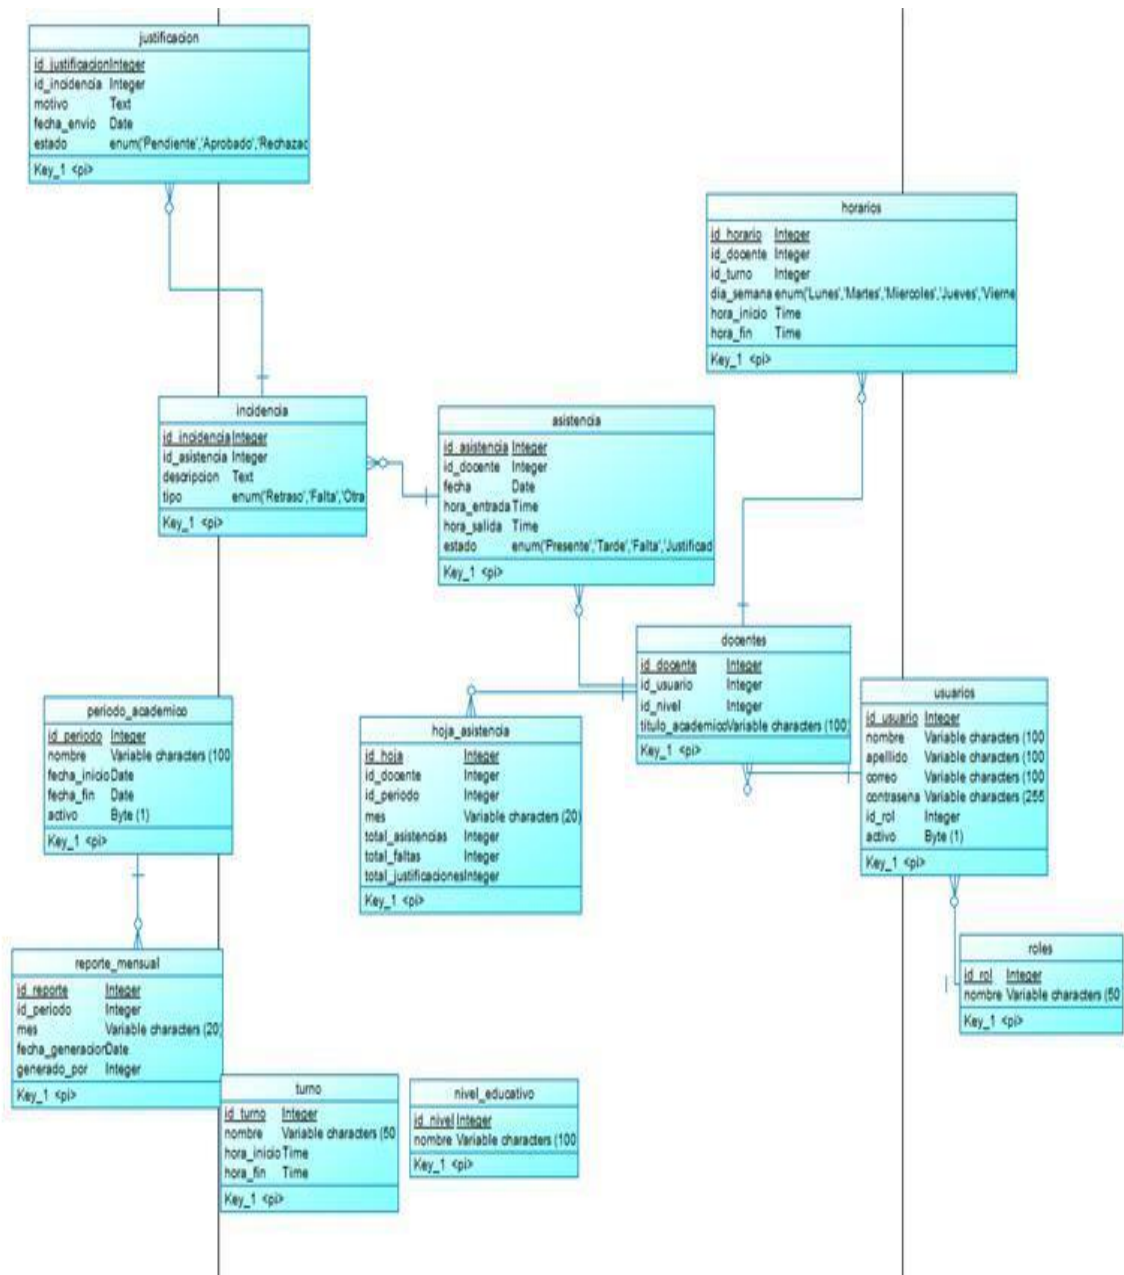 justificacion
id_justificacion Integer
id_incidencia Integer
motivo Text
fecha_envio Date
estado enum('Pendiente','Aprobado','Rechazad
Key_1 <pi>
horarios
id_horario Integer
id_docente Integer
id_turno Integer
dia_semana enum('Lunes','Martes','Miercoles','Jueves','Vierne
hora_inicio Time
hora_fin Time
Key_1 <pi>
incidencia
id_incidencia Integer
id_asistencia Integer
descripcion Text
tipo enum('Retraso','Falta','Otra
Key_1 <pi>
asistencia
id_asistencia Integer
id_docente Integer
fecha Date
hora_entrada Time
hora_salida Time
estado enum('Presente','Tarde','Falta','Justificad
Key_1 <pi>
docentes
id_docente Integer
id_usuario Integer
id_nivel Integer
titulo_academico Variable characters (100)
Key_1 <pi>
usuarios
id_usuario Integer
nombre Variable characters (100
apellido Variable characters (100
correo Variable characters (100
contrasena Variable characters (255
id_rol Integer
activo Byte (1)
Key_1 <pi>
periodo_academico
id_periodo Integer
nombre Variable characters (100
fecha_inicio Date
fecha_fin Date
activo Byte (1)
Key_1 <pi>
hoja_asistencia
id_hoja Integer
id_docente Integer
id_periodo Integer
mes Variable characters (20)
total_asistencias Integer
total_faltas Integer
total_justificaciones Integer
Key_1 <pi>
roles
id_rol Integer
nombre Variable characters (50
Key_1 <pi>
reporte_mensual
id_reporte Integer
id_periodo Integer
mes Variable characters (20)
fecha_generacion Date
generado_por Integer
Key_1 <pi>
turno
id_turno Integer
nombre Variable characters (50
hora_inicio Time
hora_fin Time
Key_1 <pi>
nivel_educativo
id_nivel Integer
nombre Variable characters (100
Key_1 <pi>